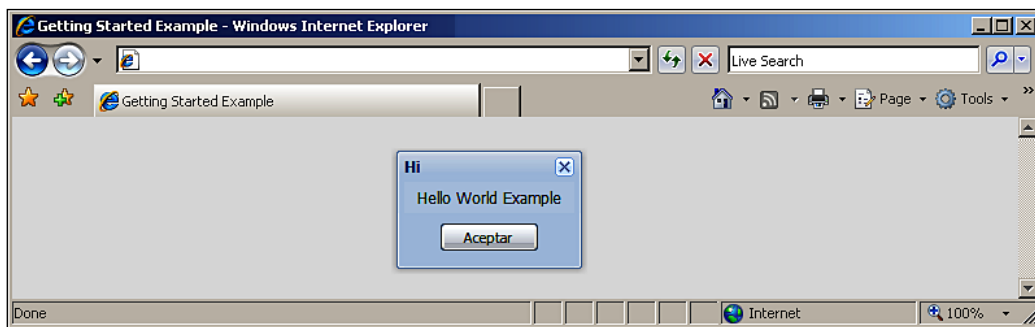 Getting Started Example - Windows Internet Explorer
Live Search
Getting Started Example
Page
Tools
»
Hi
Hello World Example
Aceptar
Done
Internet
100%